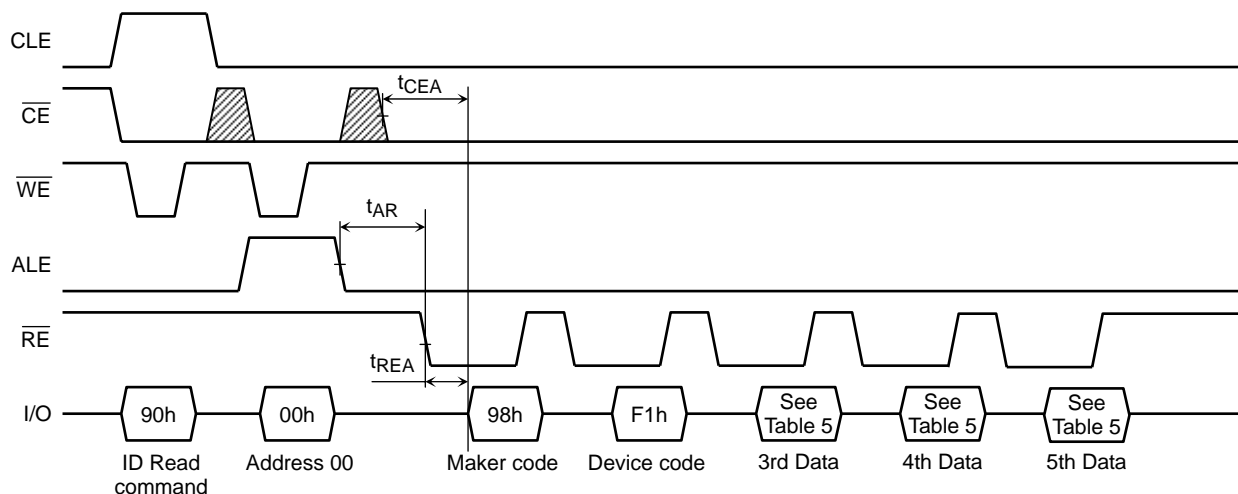 CLE
tCEA
CE
WE
tAR
ALE
RE
tREA
I/O
90h
00h
98h
F1h
See
Table 5
See
Table 5
See
Table 5
ID Read
command
Address 00
Maker code
Device code
3rd Data
4th Data
5th Data